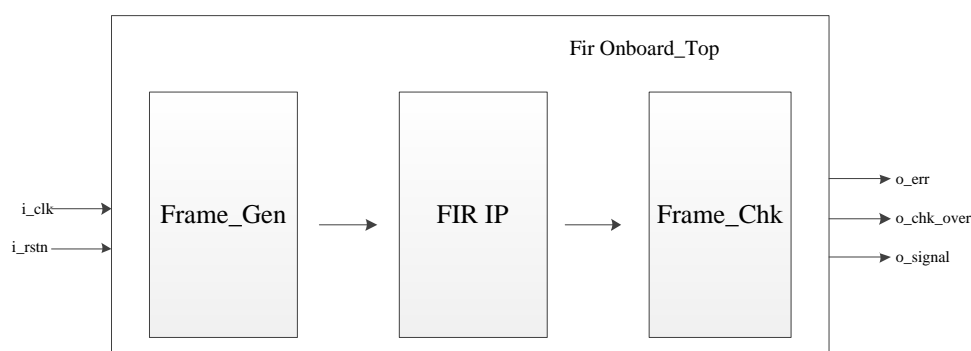 Fir Onboard_Top
Frame_Gen
FIR IP
Frame_Chk
i_clk
i_rstn
o_err
o_chk_over
o_signal